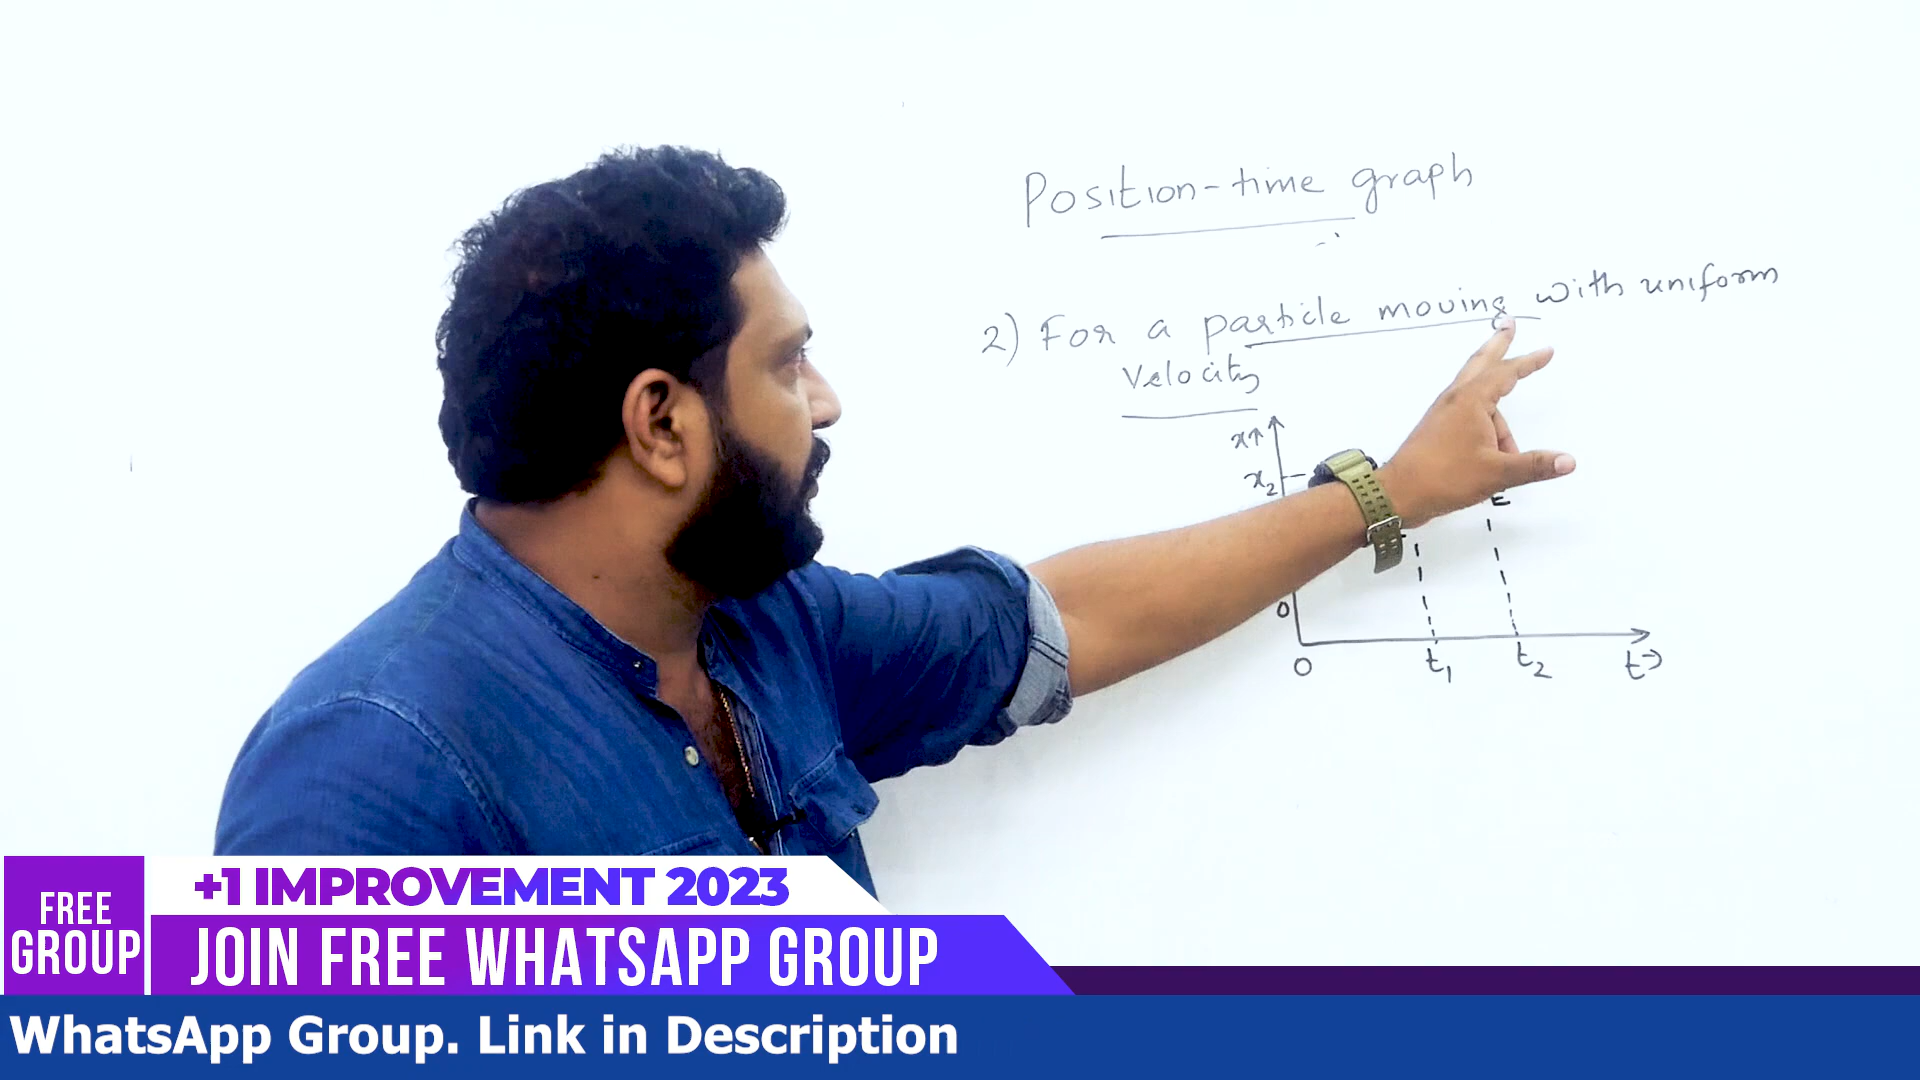 Position-time graph
2) For a particle moving with uniform
Velocity
x↑
x2
E
0
0
t1
t2
t→
FREE
GROUP
+1 IMPROVEMENT 2023
JOIN FREE WHATSAPP GROUP
WhatsApp Group. Link in Description